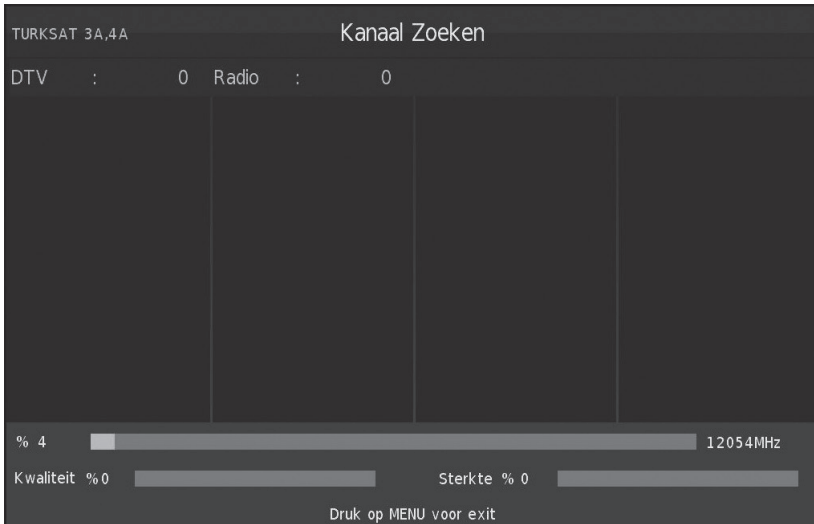 TURKSAT 3A,4A Kanaal Zoeken
DTV : 0 Radio : 0
% 4 12054MHz
Kwaliteit %0 Sterkte % 0
Druk op MENU voor exit